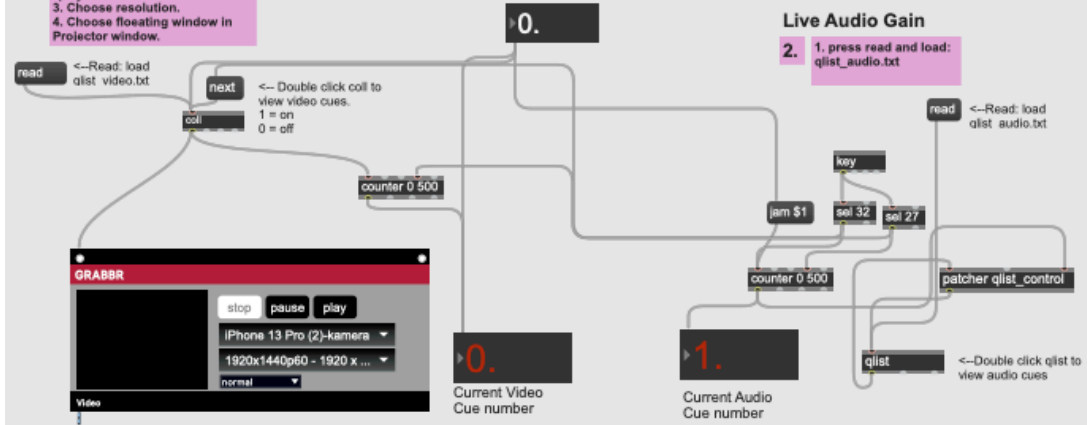 3. Choose resolution.
4. Choose floeating window in
Projector window.
0.
Live Audio Gain
2.
1. press read and load:
qlist_audio.txt
read
<--Read: load
qlist_video.txt
next
<-- Double click coll to
view video cues.
1 = on
0 = off
coll
read
<--Read: load
qlist_audio.txt
key
counter 0 500
jam $1
sel 32
sel 27
GRABBR
counter 0 500
patcher qlist_control
stop
pause
play
iPhone 13 Pro (2)-kamera
1920x1440p60 - 1920 x ...
normal
Video
0.
Current Video
Cue number
1.
Current Audio
Cue number
qlist
<--Double click qlist to
view audio cues